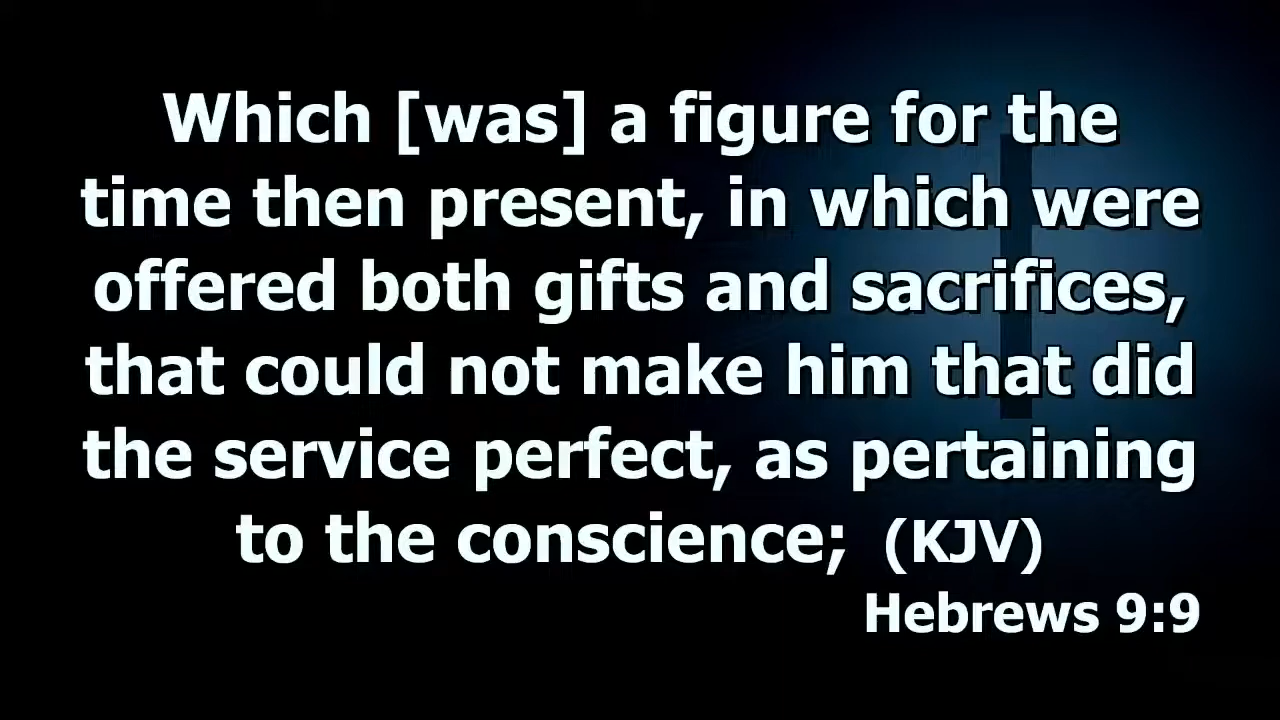 Which [was] a figure for the
time then present, in which were
offered both gifts and sacrifices,
that could not make him that did
the service perfect, as pertaining
to the conscience; (KJV)
Hebrews 9:9